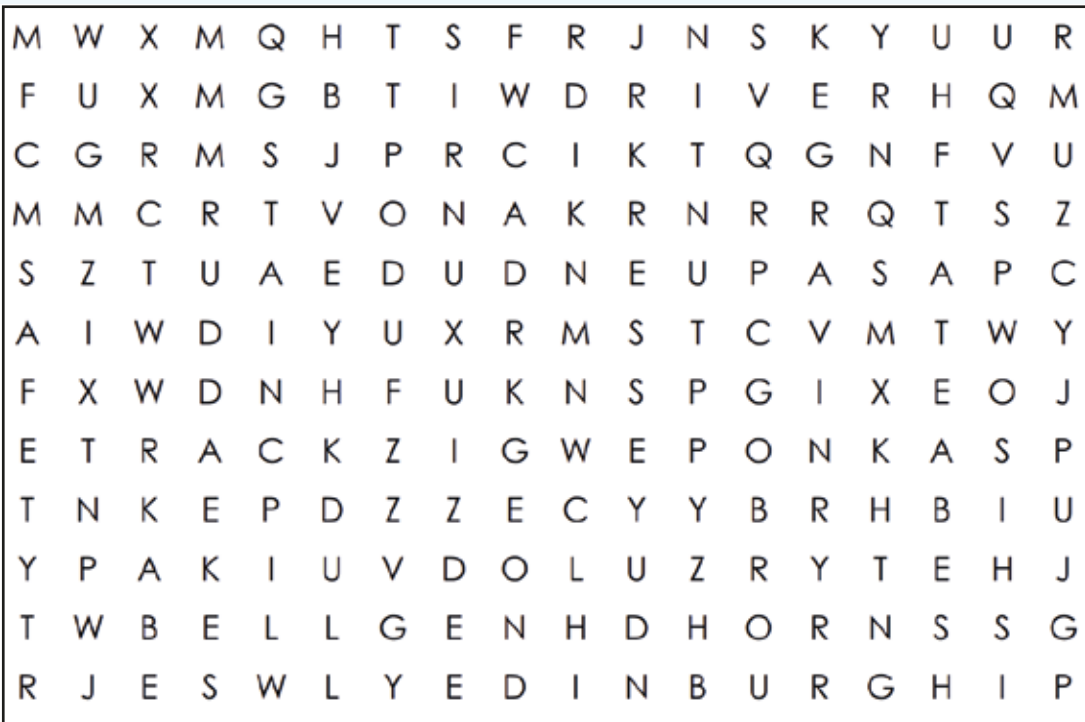 M W X M Q H T S F R J N S K Y U U R
F U X M G B T I W D R I V E R H Q M
C G R M S J P R C I K T Q G N F V U
M M C R T V O N A K R N R R Q T S Z
S Z T U A E D U D N E U P A S A P C
A I W D I Y U X R M S T C V M T W Y
F X W D N H F U K N S P G I X E O J
E T R A C K Z I G W E P O N K A S P
T N K E P D Z Z E C Y Y B R H B I U
Y P A K I U V D O L U Z R Y T E H J
T W B E L L G E N H D H O R N S S G
R J E S W L Y E D I N B U R G H I P